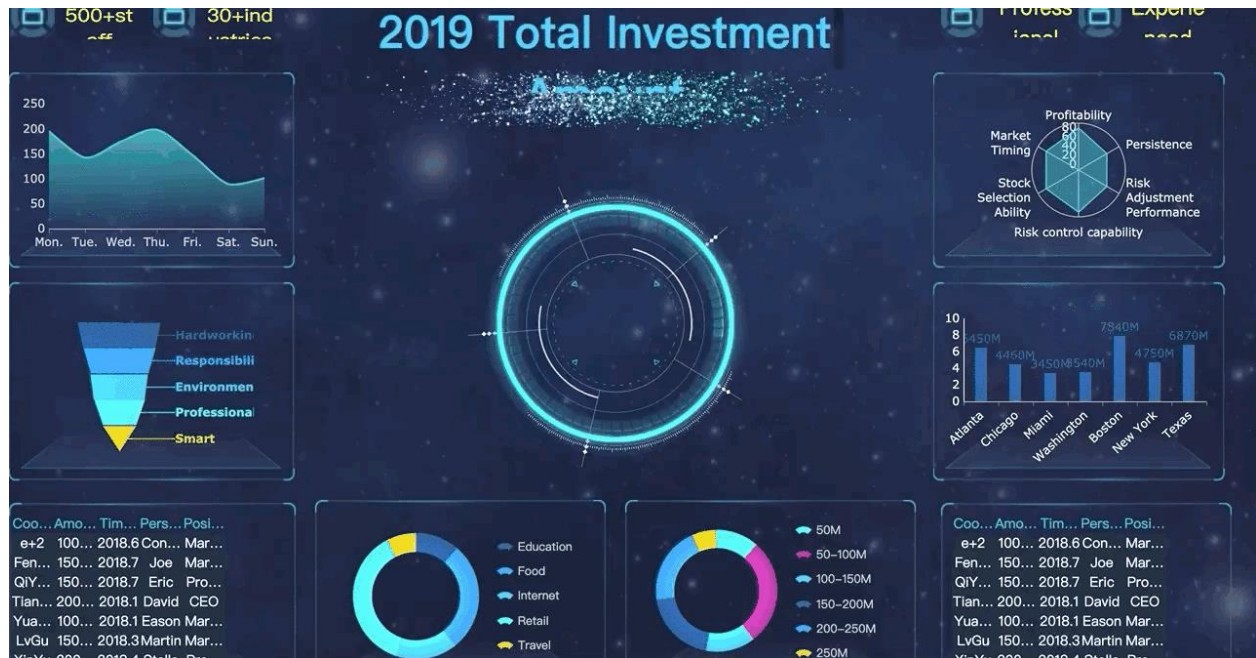 500+st
30+ind
2019 Total Investment
Amount
250
200
150
100
50
0
Mon. Tue. Wed. Thu. Fri. Sat. Sun.
Profitability
80
60
40
20
0
Market
Timing
Persistence
Stock
Selection
Ability
Risk
Adjustment
Performance
Risk control capability
Hardworkin
Responsibili
Environmen
Professional
Smart
10
8
6
4
2
0
6450M
4460M
3450M
3540M
7840M
4750M
6870M
Atlanta
Chicago
Miami
Washington
Boston
New York
Texas
Coo... Amo... Tim... Pers... Posi...
e+2 100... 2018.6 Con... Mar...
Fen... 150... 2018.7 Joe Mar...
QiY... 150... 2018.7 Eric Pro...
Tian... 200... 2018.1 David CEO
Yua... 100... 2018.1 Eason Mar...
LvGu 150... 2018.3 Martin Mar...
Education
Food
Internet
Retail
Travel
50M
50-100M
100-150M
150-200M
200-250M
250M
Coo... Amo... Tim... Pers... Posi...
e+2 100... 2018.6 Con... Mar...
Fen... 150... 2018.7 Joe Mar...
QiY... 150... 2018.7 Eric Pro...
Tian... 200... 2018.1 David CEO
Yua... 100... 2018.1 Eason Mar...
LvGu 150... 2018.3 Martin Mar...